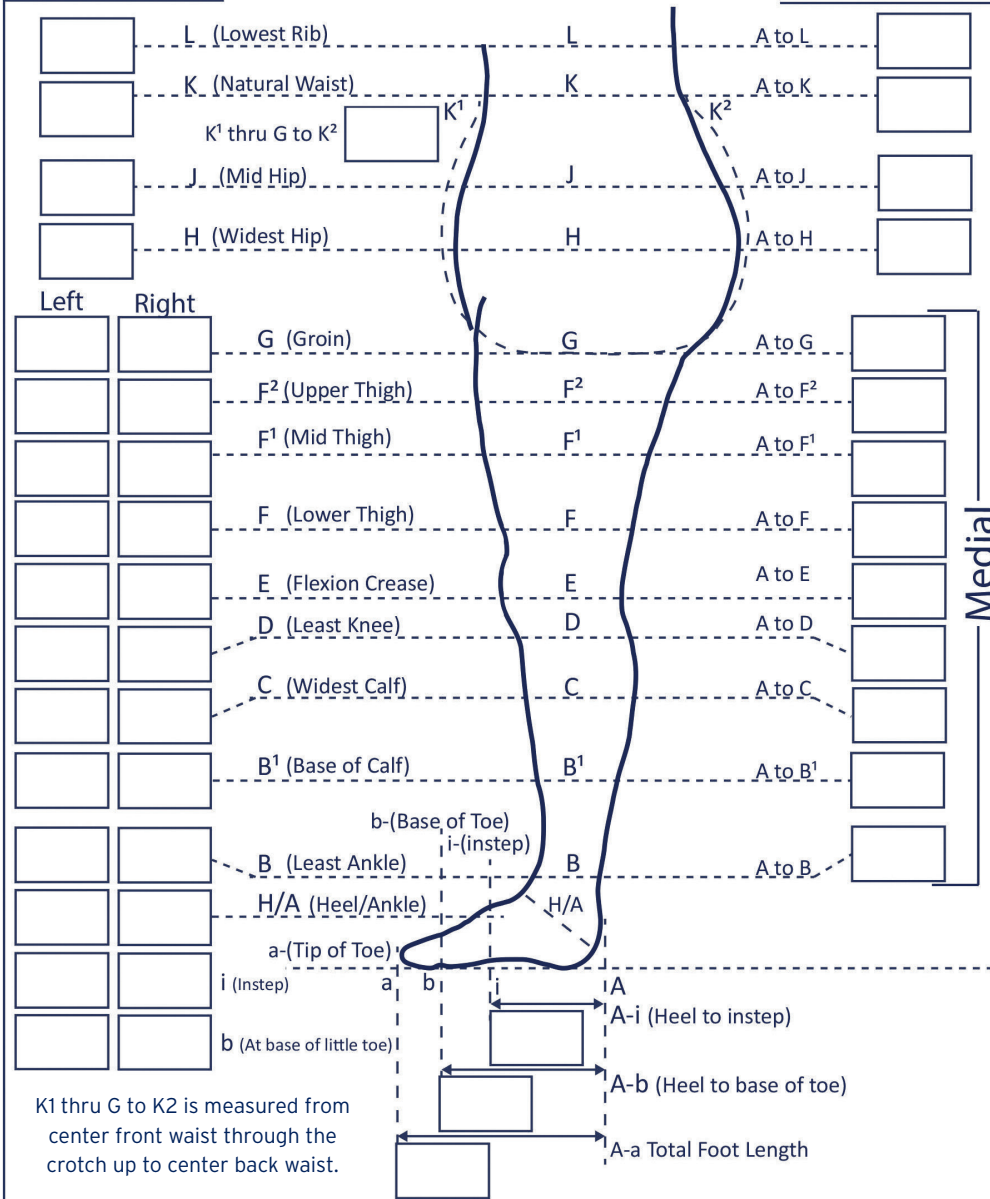 L (Lowest Rib) L A to L
K (Natural Waist) K A to K
K¹ K²
K¹ thru G to K²
J (Mid Hip) J A to J
H (Widest Hip) H A to H
Left Right
G (Groin) G A to G
F² (Upper Thigh) F² A to F²
F¹ (Mid Thigh) F¹ A to F¹
F (Lower Thigh) F A to F
E (Flexion Crease) E A to E
D (Least Knee) D A to D
C (Widest Calf) C A to C
B¹ (Base of Calf) B¹ A to B¹
Medial
b-(Base of Toe)
i-(instep)
B (Least Ankle) B A to B
H/A (Heel/Ankle) H/A
a-(Tip of Toe)
i (Instep) a b i A
A-i (Heel to instep)
b (At base of little toe)
A-b (Heel to base of toe)
K1 thru G to K2 is measured from
center front waist through the
crotch up to center back waist.
A-a Total Foot Length